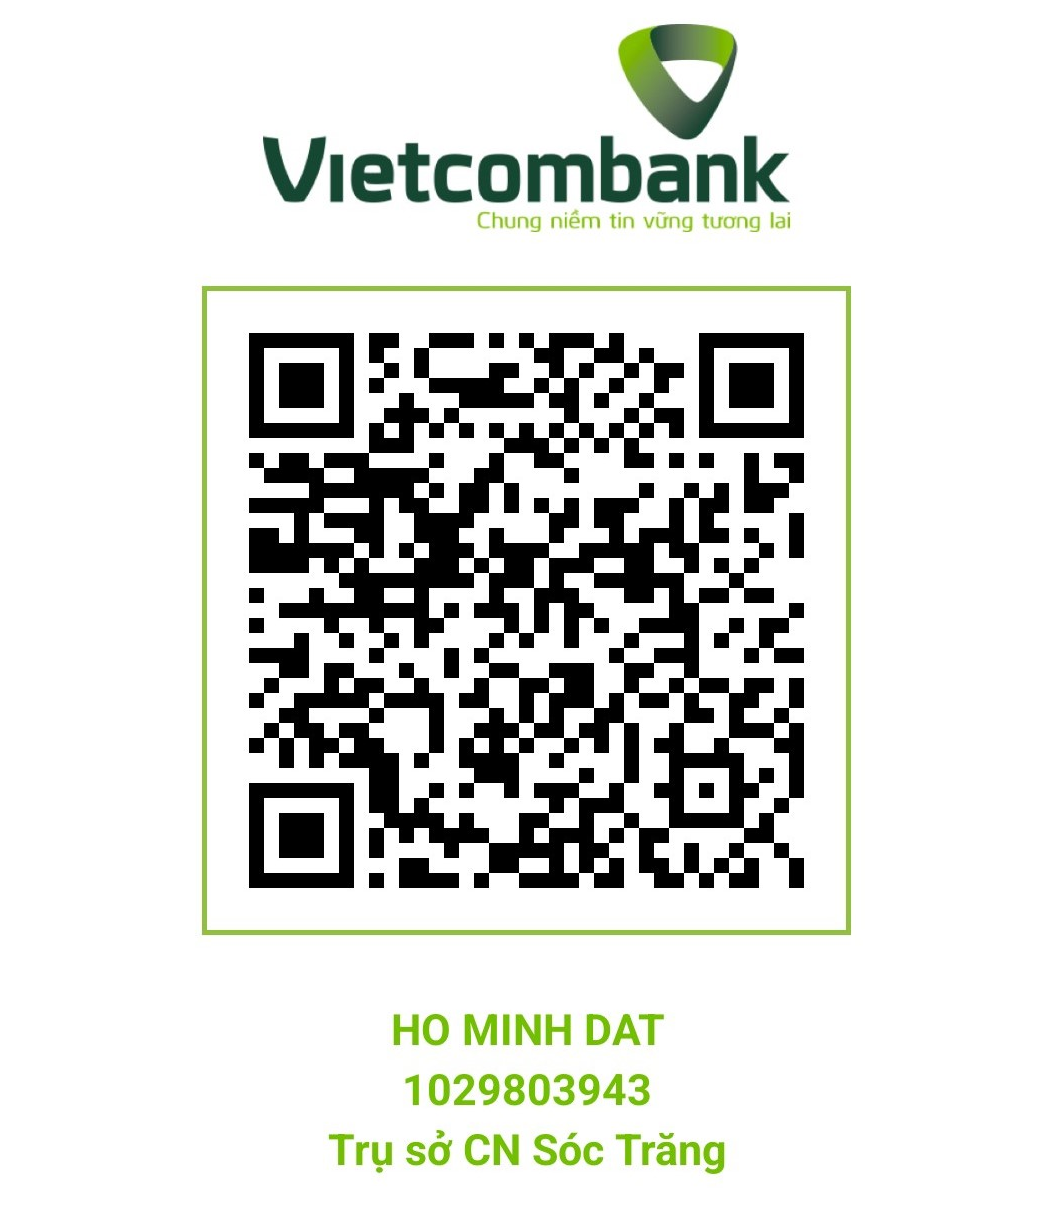 Vietcombank
Chung niềm tin vững tương lai
HO MINH DAT
1029803943
Trụ sở CN Sóc Trăng